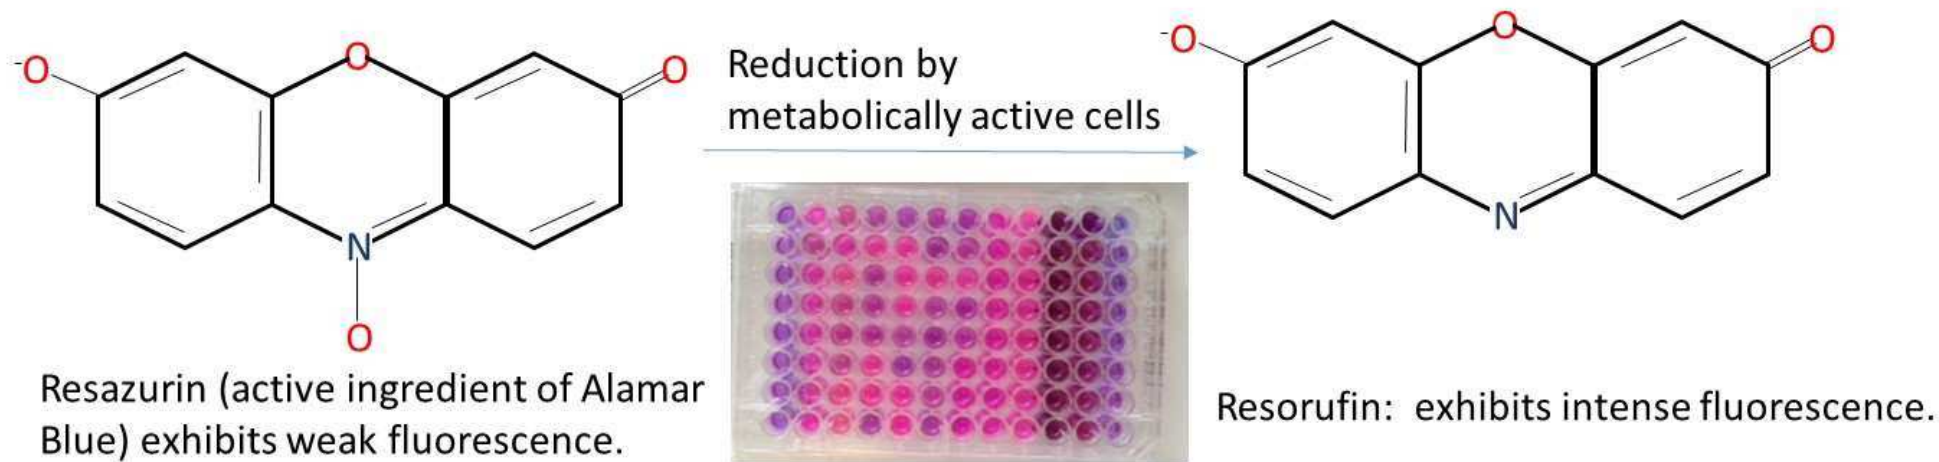 -O
O
O
N
O
Resazurin (active ingredient of Alamar
Blue) exhibits weak fluorescence.
Reduction by
metabolically active cells
-O
O
O
N
Resorufin: exhibits intense fluorescence.